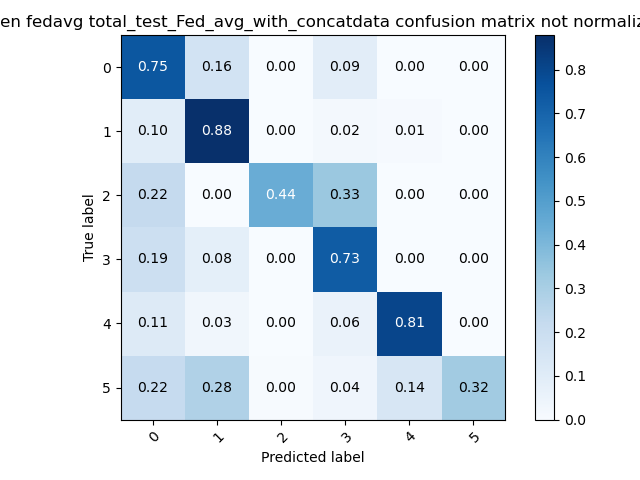 en fedavg total_test_Fed_avg_with_concatdata confusion matrix not normaliz
0 0.75 0.16 0.00 0.09 0.00 0.00
1 0.10 0.88 0.00 0.02 0.01 0.00
2 0.22 0.00 0.44 0.33 0.00 0.00
3 0.19 0.08 0.00 0.73 0.00 0.00
4 0.11 0.03 0.00 0.06 0.81 0.00
5 0.22 0.28 0.00 0.04 0.14 0.32
0 1 2 3 4 5
True label
Predicted label
0.8
0.7
0.6
0.5
0.4
0.3
0.2
0.1
0.0